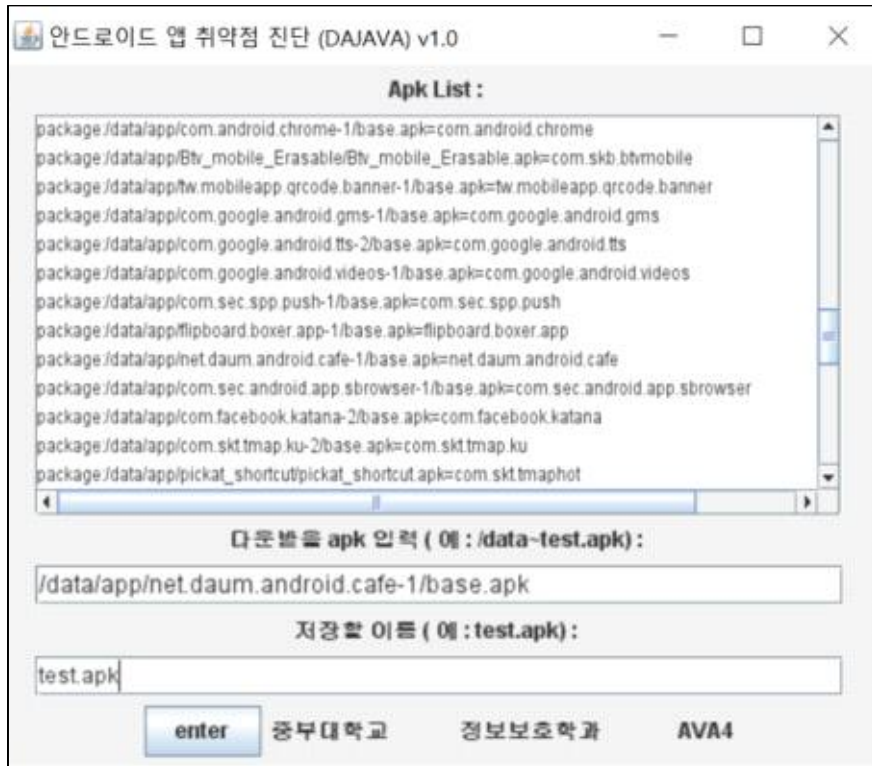 안드로이드 앱 취약점 진단 (DAJAVA) v1.0
Apk List :
package:/data/app/com.android.chrome-1/base.apk=com.android.chrome
package:/data/app/Btv_mobile_Erasable/Btv_mobile_Erasable.apk=com.skb.btvmobile
package:/data/app/tw.mobileapp.qrcode.banner-1/base.apk=tw.mobileapp.qrcode.banner
package:/data/app/com.google.android.gms-1/base.apk=com.google.android.gms
package:/data/app/com.google.android.tts-2/base.apk=com.google.android.tts
package:/data/app/com.google.android.videos-1/base.apk=com.google.android.videos
package:/data/app/com.sec.spp.push-1/base.apk=com.sec.spp.push
package:/data/app/flipboard.boxer.app-1/base.apk=flipboard.boxer.app
package:/data/app/net.daum.android.cafe-1/base.apk=net.daum.android.cafe
package:/data/app/com.sec.android.app.sbrowser-1/base.apk=com.sec.android.app.sbrowser
package:/data/app/com.facebook.katana-2/base.apk=com.facebook.katana
package:/data/app/com.skt.tmap.ku-2/base.apk=com.skt.tmap.ku
package:/data/app/pickat_shortcut/pickat_shortcut.apk=com.skt.tmaphot
다운받을 apk 입력 ( 예 : /data~test.apk) :
/data/app/net.daum.android.cafe-1/base.apk
저장할 이름 ( 예 : test.apk) :
test.apk
enter 중부대학교 정보보호학과 AVA4